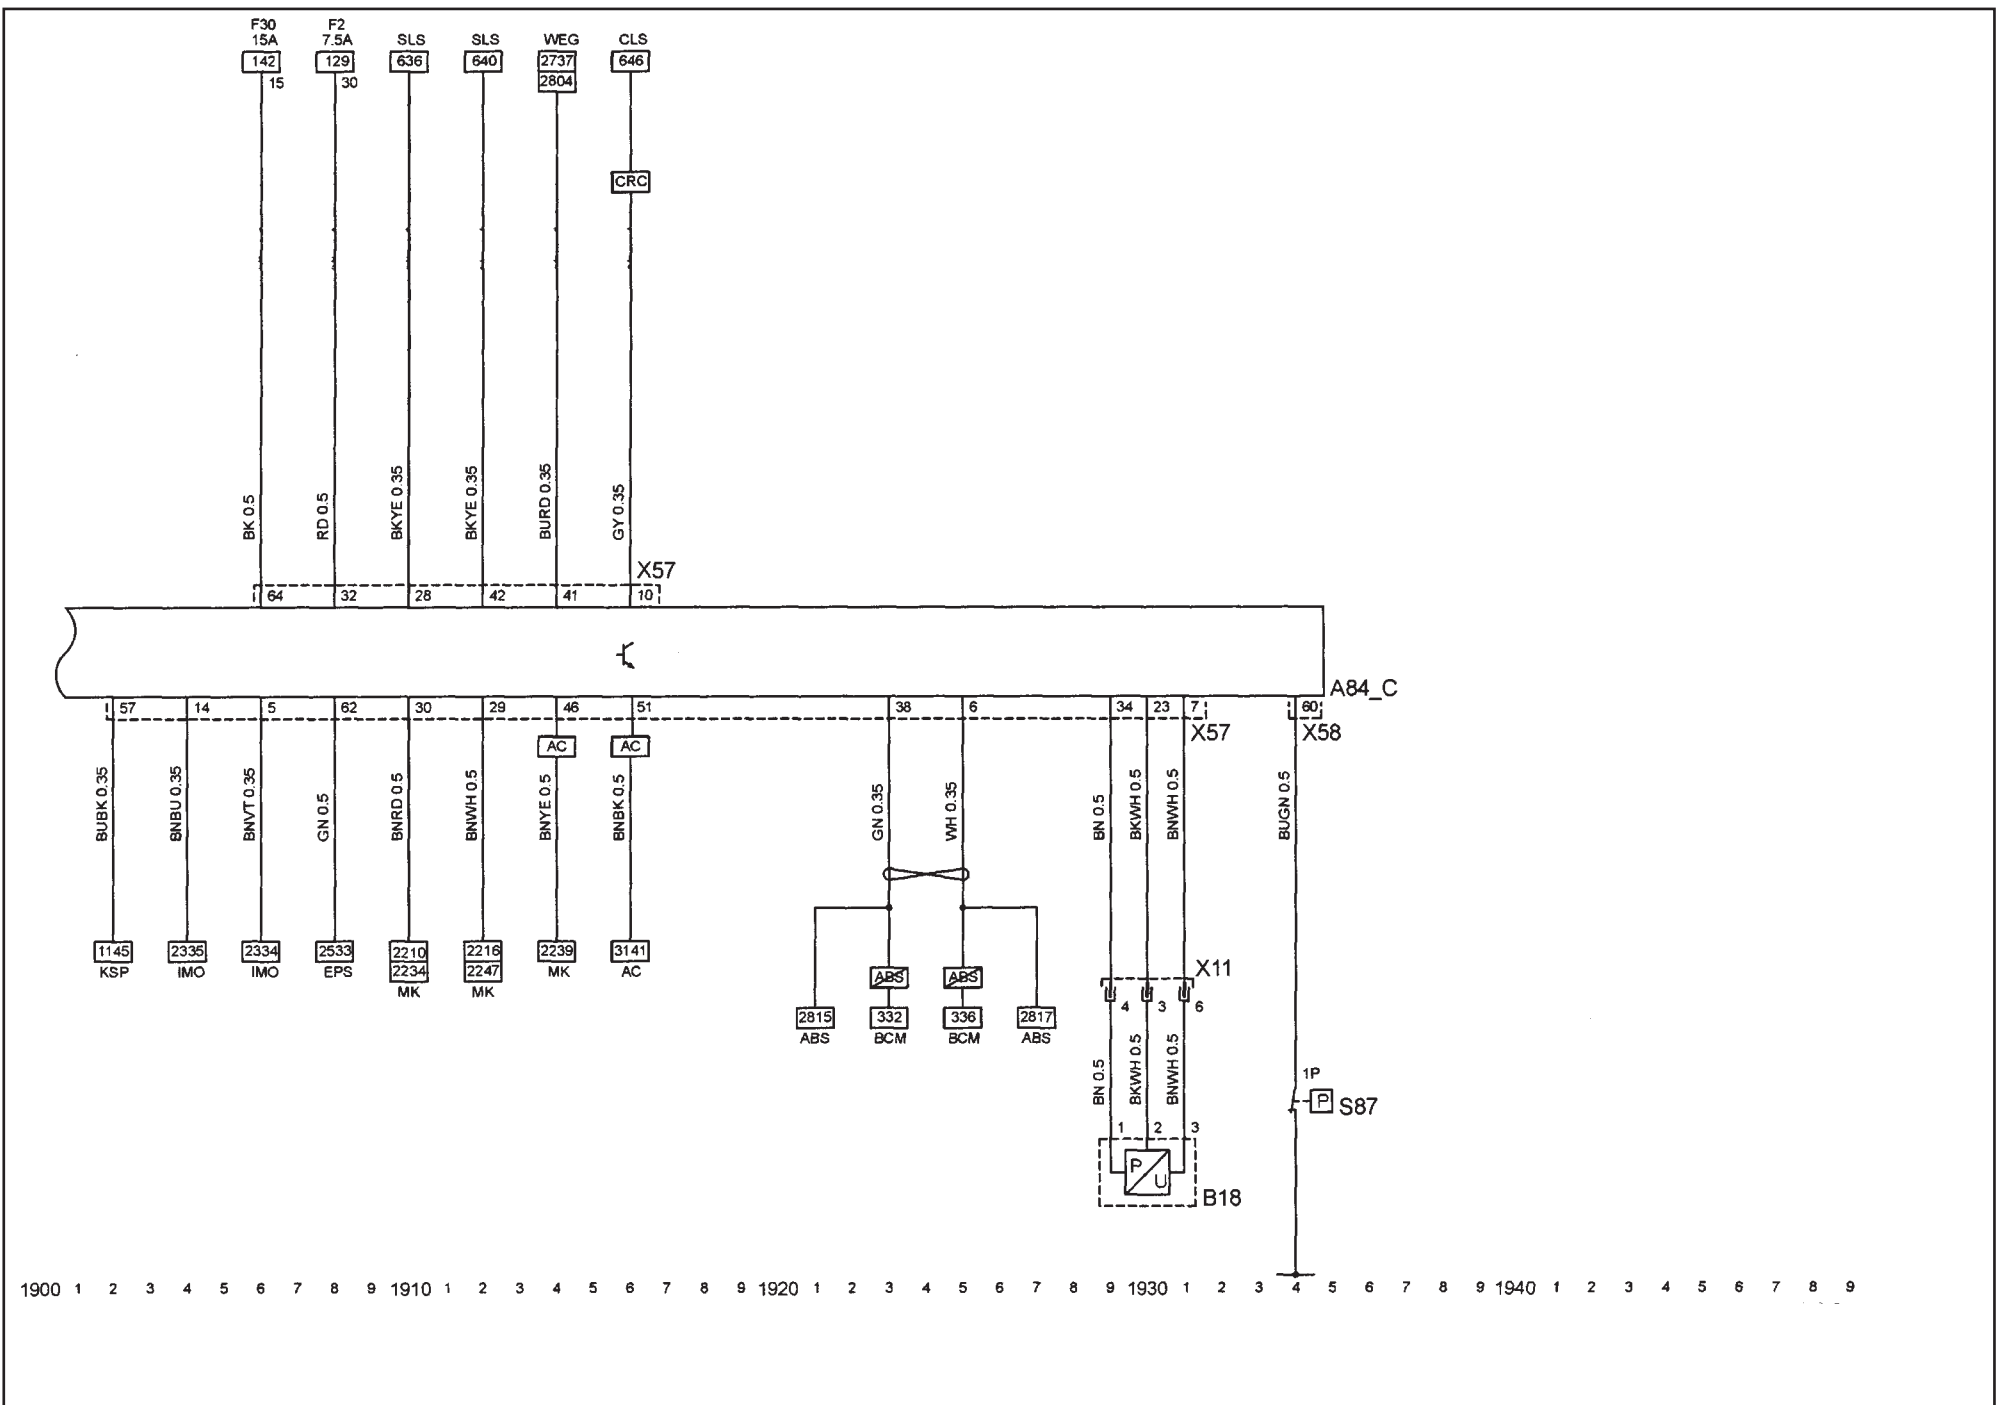 F30 F2
15A 7.5A SLS SLS WEG CLS
142 129 636 640 2737 646
15 30 2804
CRC
BK 0.5 RD 0.5 BKYE 0.35 BKYE 0.35 BURD 0.35 GY 0.35
X57
64 32 28 42 41 10
A84_C
57 14 5 62 30 29 46 51 38 6 34 23 7 60
X57 X58
AC AC
BUBK 0.35 BNBU 0.35 BNVT 0.35 GN 0.5 BNRD 0.5 BNWH 0.5 BNYE 0.5 BNBK 0.5 GN 0.35 WH 0.35 BN 0.5 BKWH 0.5 BNWH 0.5 BUGN 0.5
1145 2335 2334 2533 2210 2216 2239 3141
KSP IMO IMO EPS 2234 2247 MK AC
MK MK
X11
ABS ABS
4 3 6
2815 332 336 2817
ABS BCM BCM ABS
BN 0.5 BKWH 0.5 BNWH 0.5
1P
P S87
1 2 3
P
U
B18
1900 1 2 3 4 5 6 7 8 9 1910 1 2 3 4 5 6 7 8 9 1920 1 2 3 4 5 6 7 8 9 1930 1 2 3 4 5 6 7 8 9 1940 1 2 3 4 5 6 7 8 9